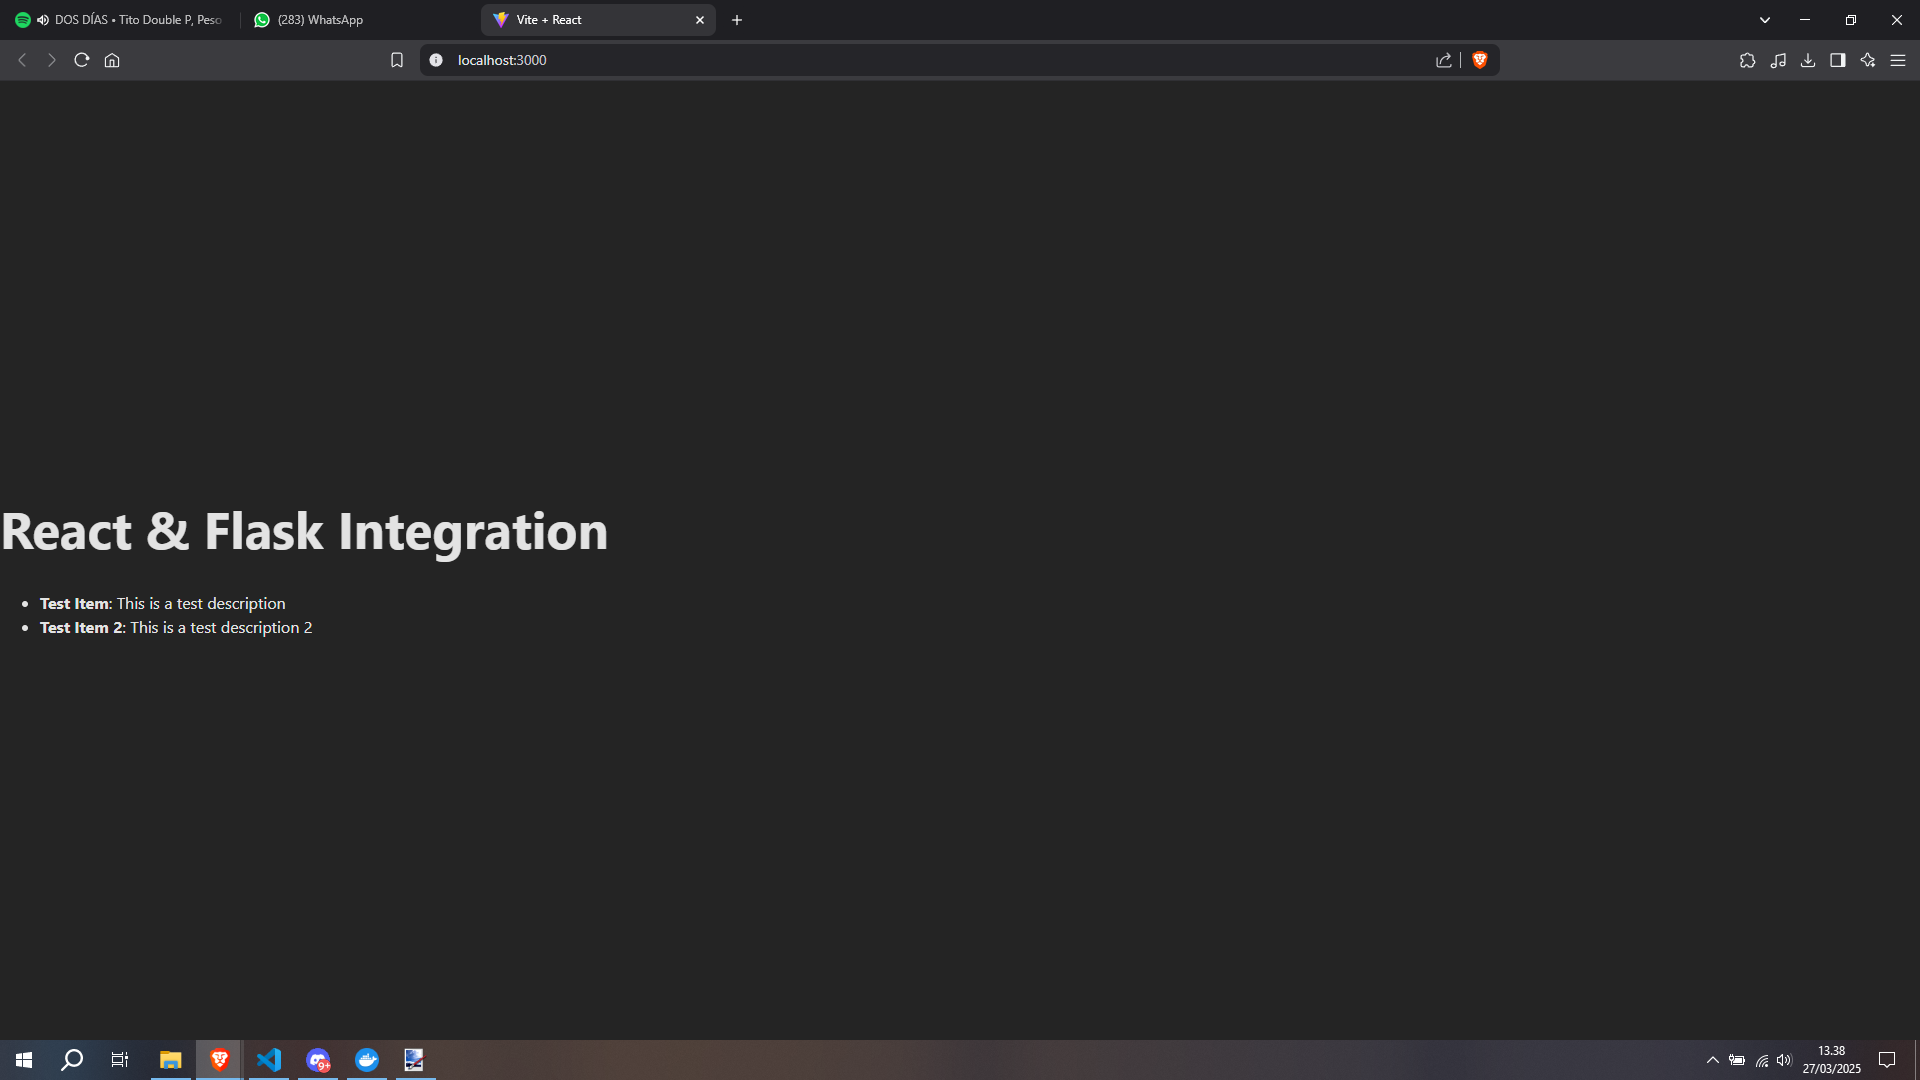 DOS DÍAS • Tito Double P, Peso
(283) WhatsApp
Vite + React
localhost:3000
React & Flask Integration
Test Item: This is a test description
Test Item 2: This is a test description 2
9+
13.38
27/03/2025